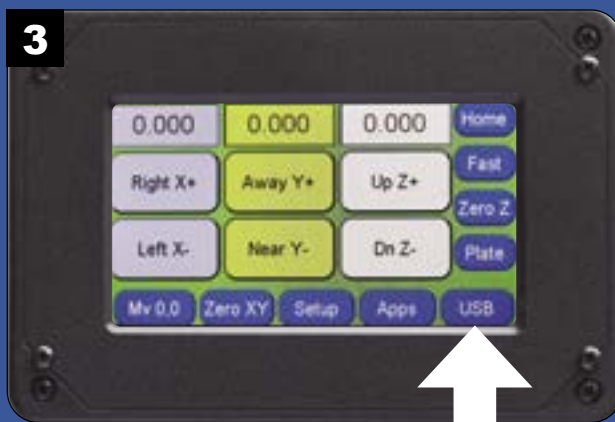 3
0.000 0.000 0.000 Home
Right X+ Away Y+ Up Z+ Fast
Zero Z
Left X- Near Y- Dn Z- Plate
Mv 0,0 Zero XY Setup Apps USB